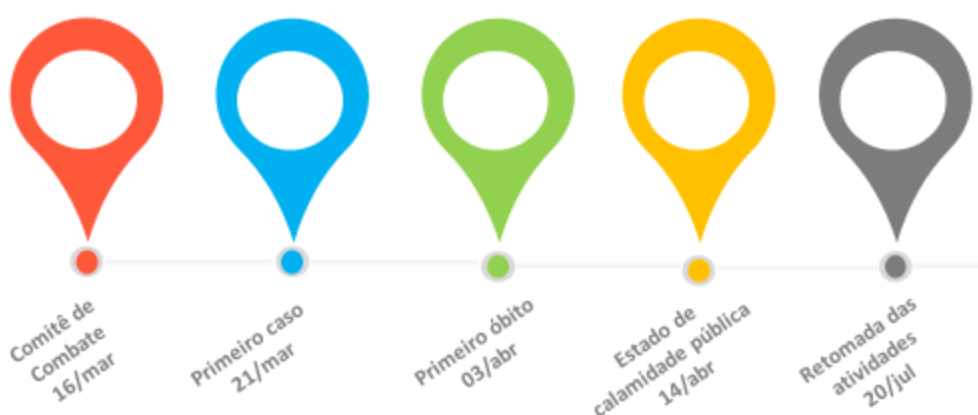 Comitê de
Combate
16/mar
Primeiro caso
21/mar
Primeiro óbito
03/abr
Estado de
calamidade pública
14/abr
Retomada das
atividades
20/jul